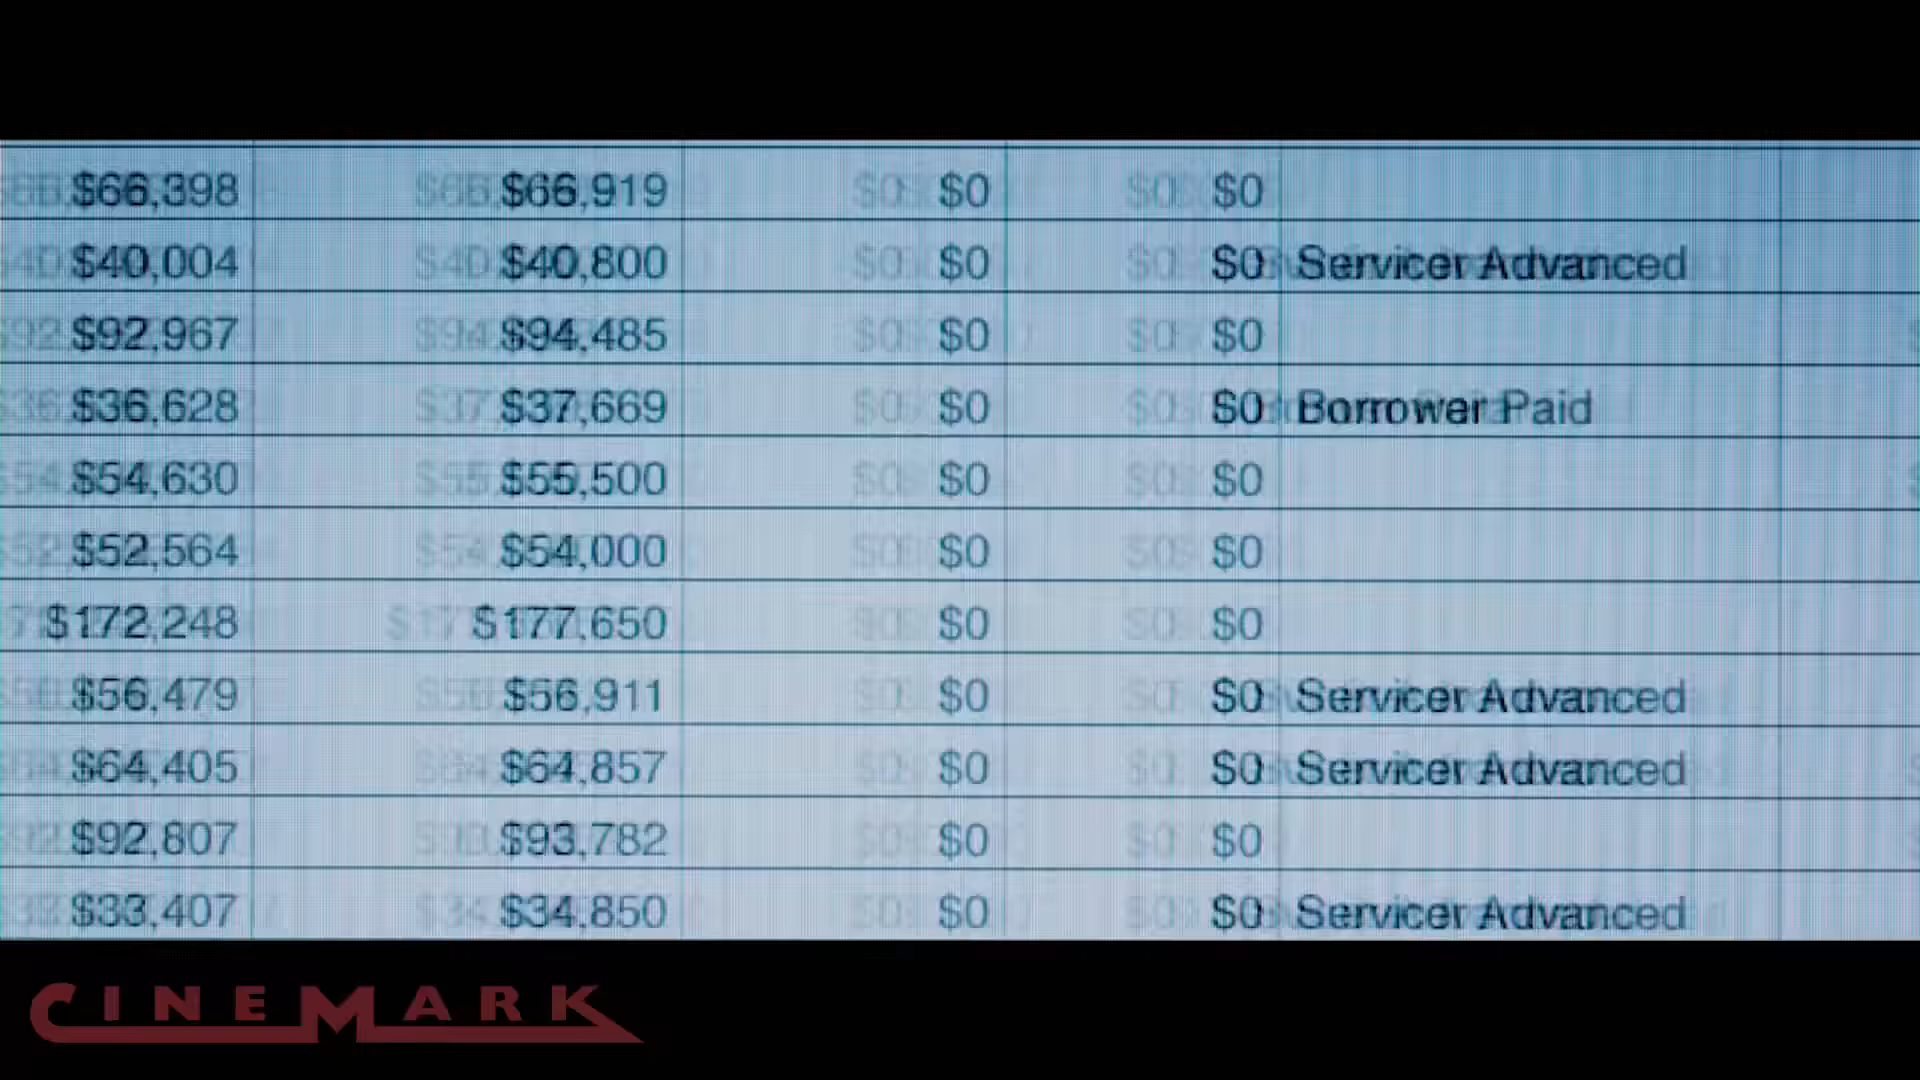 $66,398 $66,919 $0 $0
$40,004 $40,800 $0 $0 Servicer Advanced
$92,967 $94,485 $0 $0
$36,628 $37,669 $0 $0 Borrower Paid
$54,630 $55,500 $0 $0
$52,564 $54,000 $0 $0
$172,248 $177,650 $0 $0
$56,479 $56,911 $0 $0 Servicer Advanced
$64,405 $64,857 $0 $0 Servicer Advanced
$92,807 $93,782 $0 $0
$33,407 $34,850 $0 $0 Servicer Advanced
CINEMARK